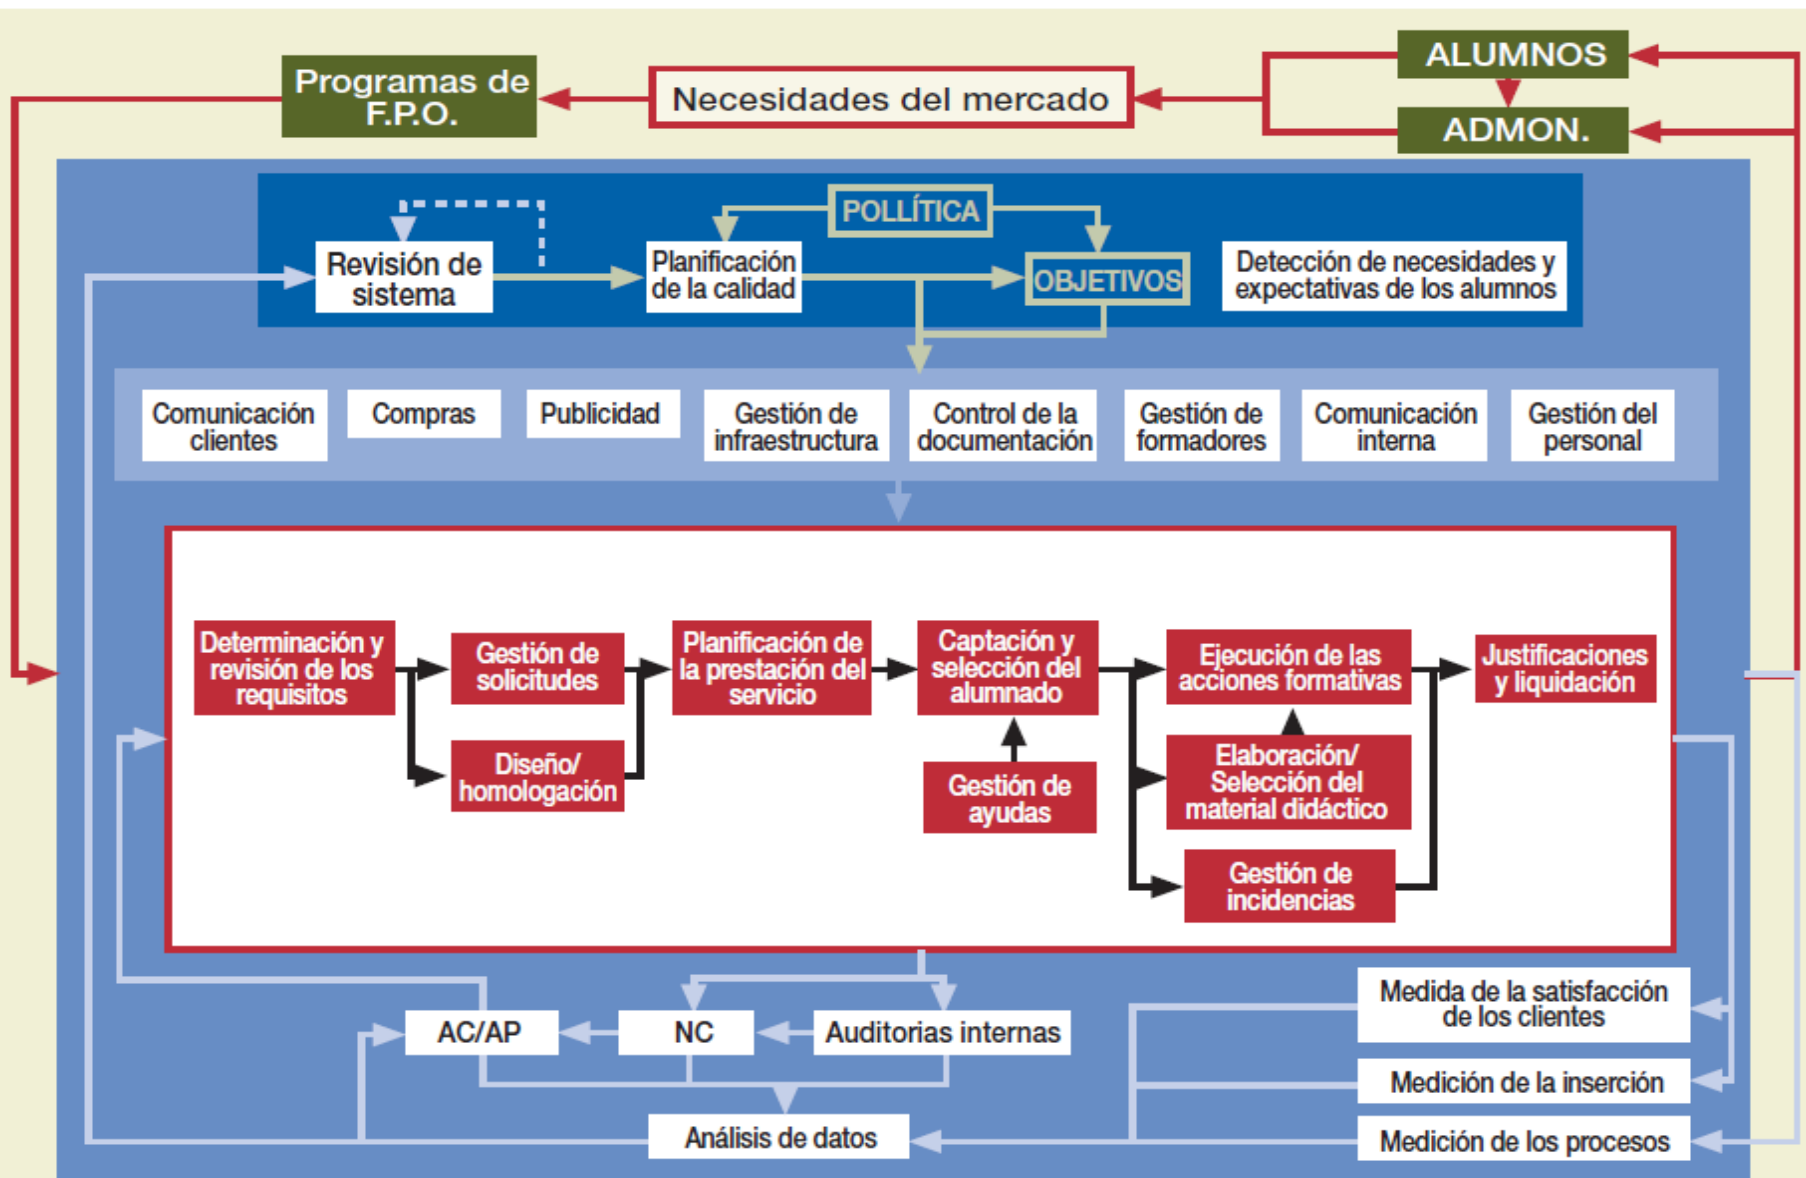 Programas de
F.P.O.
Necesidades del mercado
ALUMNOS
ADMON.
POLLÍTICA
Revisión de
sistema
Planificación
de la calidad
OBJETIVOS
Detección de necesidades y
expectativas de los alumnos
Comunicación
clientes
Compras
Publicidad
Gestión de
infraestructura
Control de la
documentación
Gestión de
formadores
Comunicación
interna
Gestión del
personal
Determinación y
revisión de los
requisitos
Gestión de
solicitudes
Diseño/
homologación
Planificación de
la prestación del
servicio
Captación y
selección del
alumnado
Gestión de
ayudas
Ejecución de las
acciones formativas
Elaboración/
Selección del
material didáctico
Gestión de
incidencias
Justificaciones
y liquidación
AC/AP
NC
Auditorias internas
Análisis de datos
Medida de la satisfacción
de los clientes
Medición de la inserción
Medición de los procesos